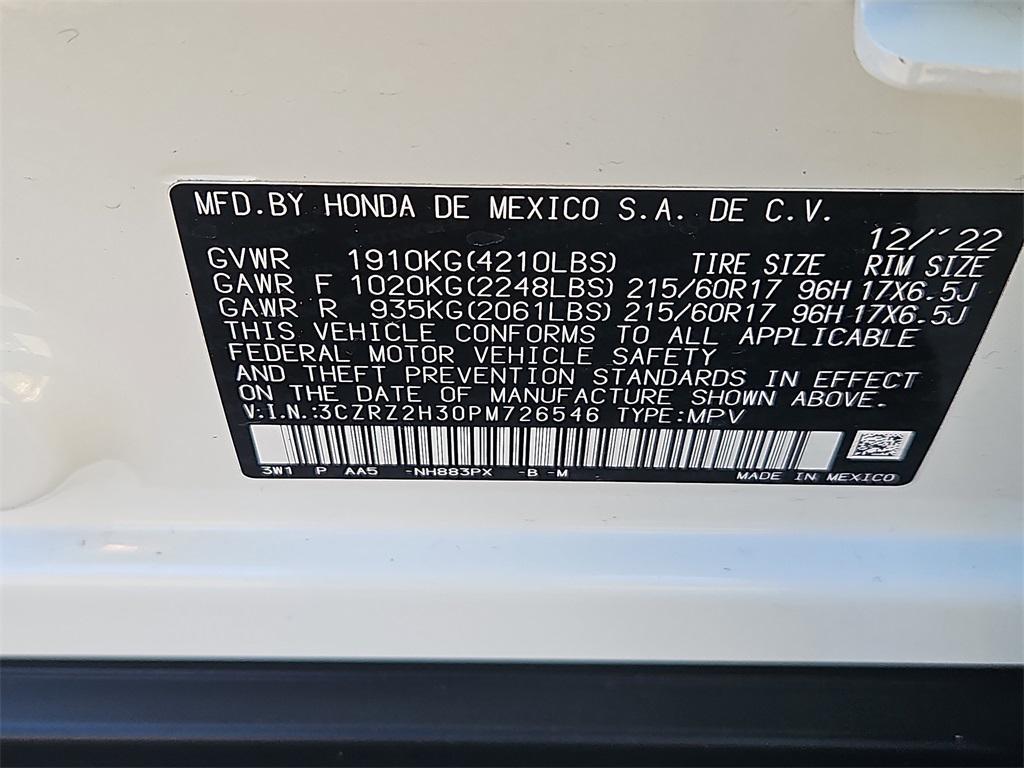 MFD.BY HONDA DE MEXICO S.A. DE C.V.
12/'22
GVWR 1910KG(4210LBS) TIRE SIZE RIM SIZE
GAWR F 1020KG(2248LBS) 215/60R17 96H 17X6.5J
GAWR R 935KG(2061LBS) 215/60R17 96H 17X6.5J
THIS VEHICLE CONFORMS TO ALL APPLICABLE
FEDERAL MOTOR VEHICLE SAFETY
AND THEFT PREVENTION STANDARDS IN EFFECT
ON THE DATE OF MANUFACTURE SHOWN ABOVE.
V.I.N.:3CZRZ2H30PM726546 TYPE:MPV
3W1 P AA5 -NH883PX -B -M MADE IN MEXICO